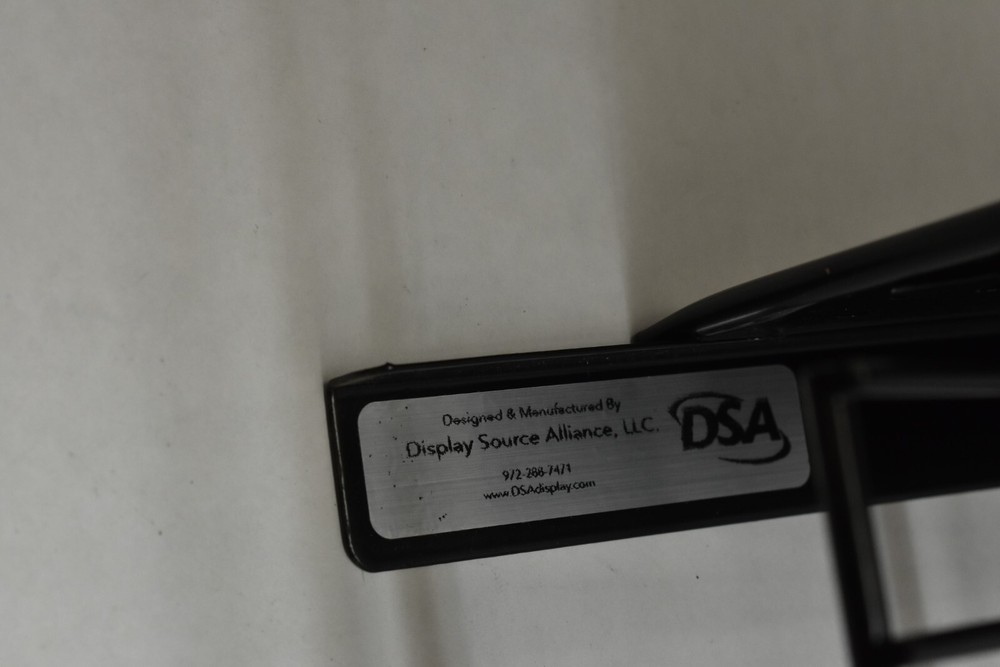 Designed & Manufactured By
Display Source Alliance, LLC.
972-288-7471
www.DSAdisplay.com
DSA